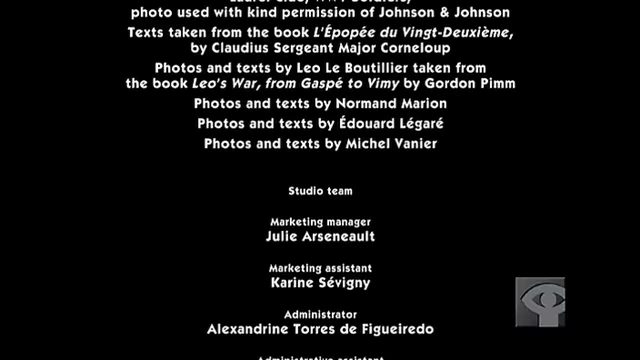 photo used with kind permission of Johnson & Johnson
Texts taken from the book L'Épopée du Vingt-Deuxième,
by Claudius Sergeant Major Corneloup
Photos and texts by Leo Le Boutillier taken from
the book Leo's War, from Gaspé to Vimy by Gordon Pimm
Photos and texts by Normand Marion
Photos and texts by Édouard Légaré
Photos and texts by Michel Vanier
Studio team
Marketing manager
Julie Arseneault
Marketing assistant
Karine Sévigny
Administrator
Alexandrine Torres de Figueiredo
Administrative assistant